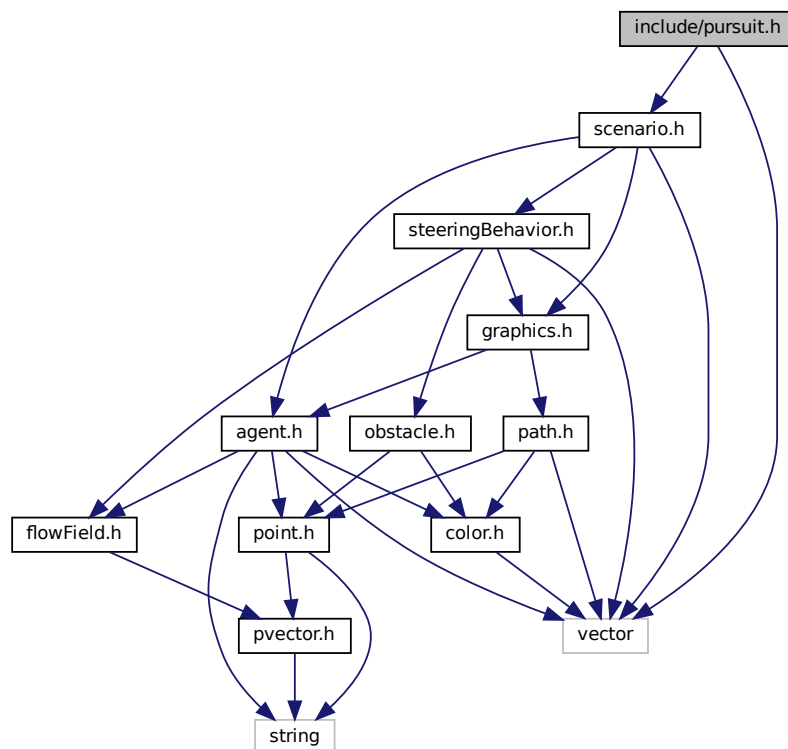 include/pursuit.h
scenario.h
steeringBehavior.h
graphics.h
agent.h
obstacle.h
path.h
flowField.h
point.h
color.h
pvector.h
vector
string